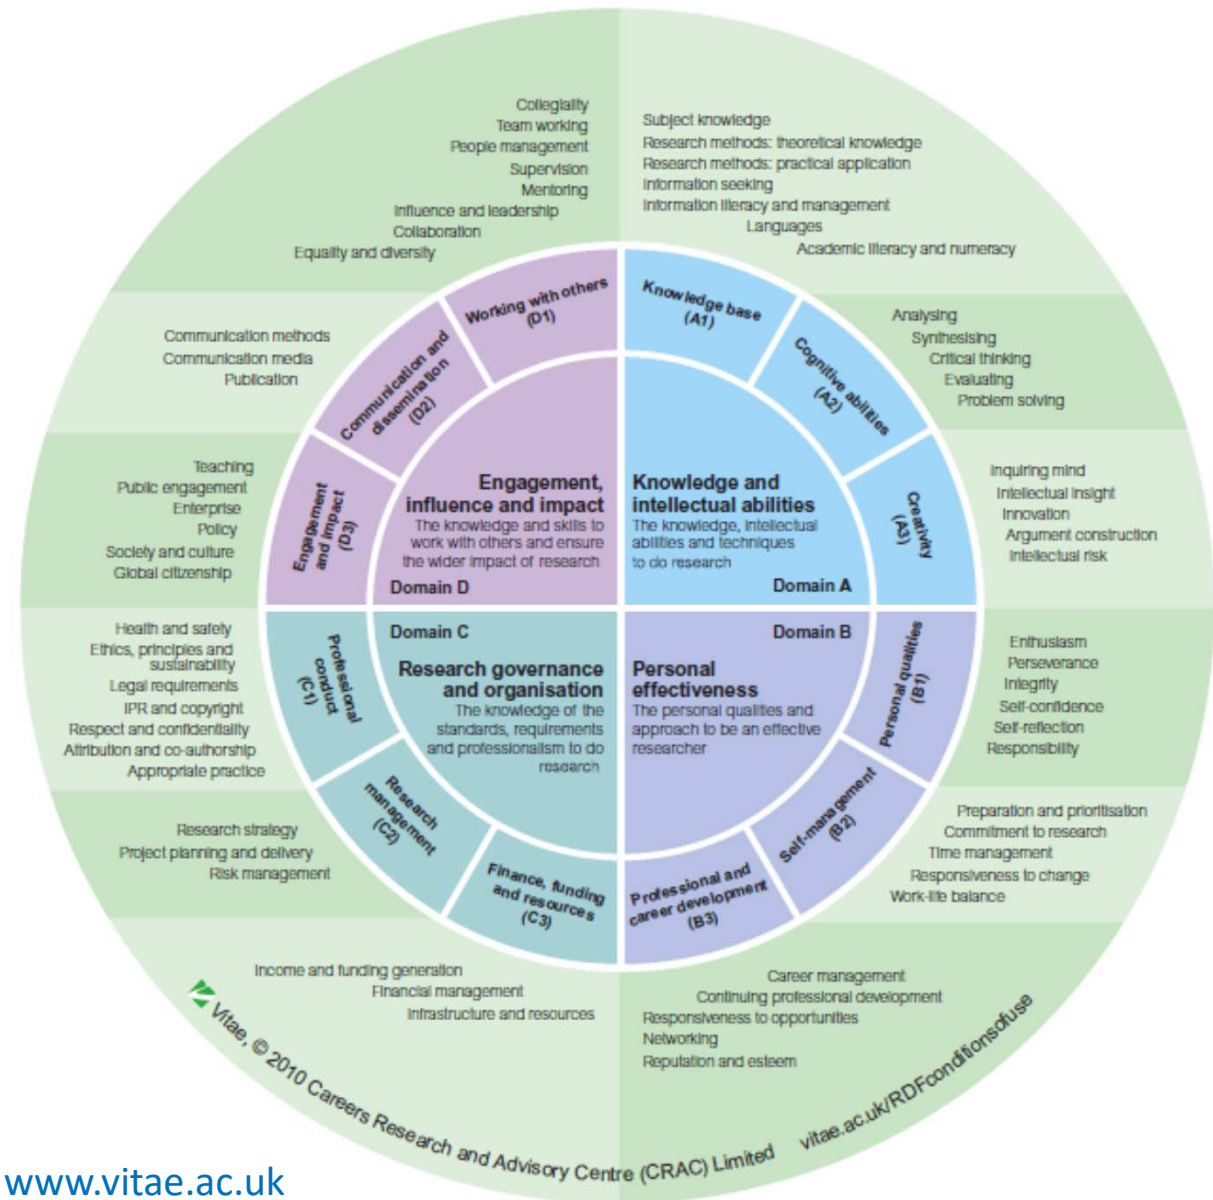 Collegiality
Team working
People management
Supervision
Mentoring
Influence and leadership
Collaboration
Equality and diversity
Subject knowledge
Research methods: theoretical knowledge
Research methods: practical application
Information seeking
Information literacy and management
Languages
Academic literacy and numeracy
Working with others
(D1)
Knowledge base
(A1)
Communication methods
Communication media
Publication
Communication and
dissemination
(D2)
Cognitive abilities
(A2)
Analysing
Synthesising
Critical thinking
Evaluating
Problem solving
Teaching
Public engagement
Enterprise
Policy
Society and culture
Global citizenship
Engagement
and impact
(D3)
Engagement,
influence and impact
The knowledge and skills to
work with others and ensure
the wider impact of research
Domain D
Knowledge and
intellectual abilities
The knowledge, intellectual
abilities and techniques
to do research
Domain A
Creativity
(A3)
Inquiring mind
Intellectual insight
Innovation
Argument construction
Intellectual risk
Health and safety
Ethics, principles and
sustainability
Legal requirements
IPR and copyright
Respect and confidentiality
Attribution and co-authorship
Appropriate practice
Professional
conduct
(C1)
Domain C
Research governance
and organisation
The knowledge of the
standards, requirements
and professionalism to do
research
Domain B
Personal
effectiveness
The personal qualities and
approach to be an effective
researcher
Personal qualities
(B1)
Enthusiasm
Perseverance
Integrity
Self-confidence
Self-reflection
Responsibility
Research strategy
Project planning and delivery
Risk management
Research
management
(C2)
Self-management
(B2)
Preparation and prioritisation
Commitment to research
Time management
Responsiveness to change
Work-life balance
Finance, funding
and resources
(C3)
Professional and
career development
(B3)
Income and funding generation
Financial management
Infrastructure and resources
Career management
Continuing professional development
Responsiveness to opportunities
Networking
Reputation and esteem
Vitae, © 2010 Careers Research and Advisory Centre (CRAC) Limited vitae.ac.uk/RDFconditionsofuse
www.vitae.ac.uk